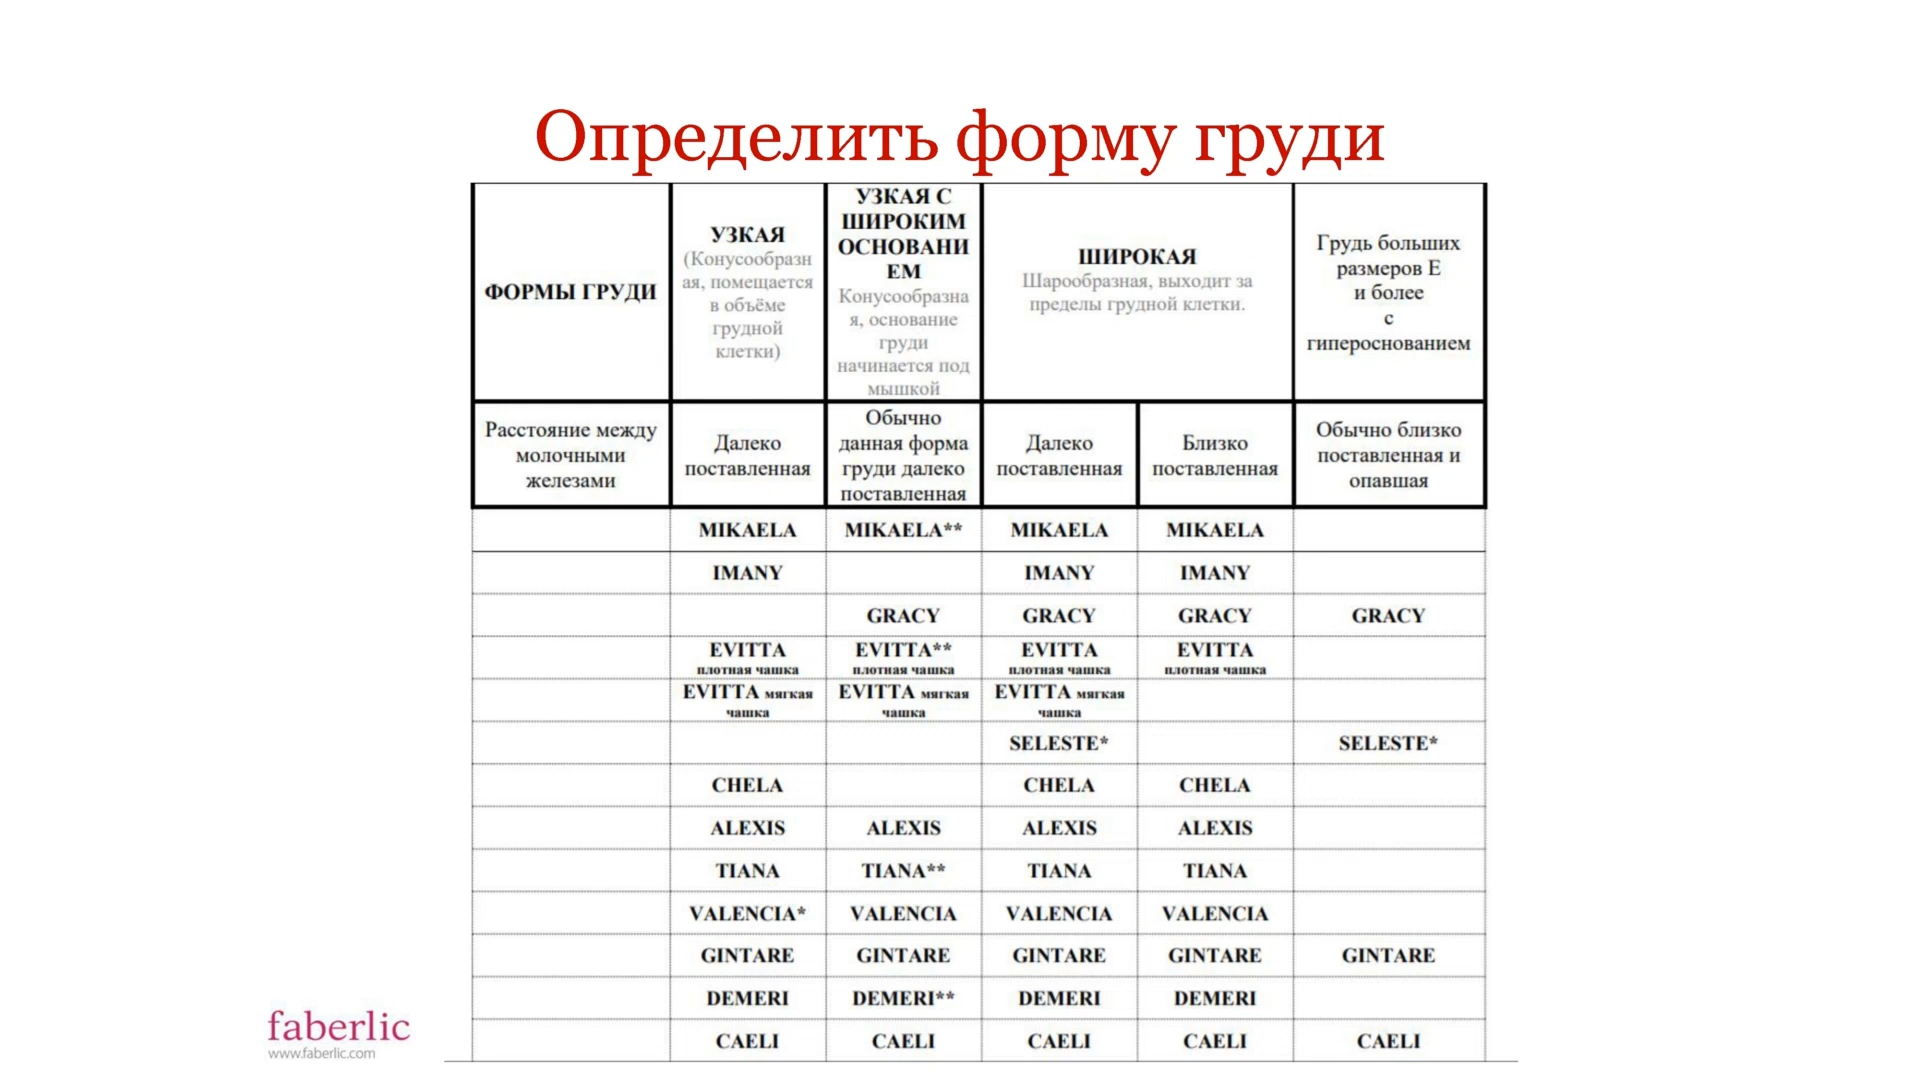 Определить форму груди
ФОРМЫ ГРУДИ
УЗКАЯ
(Конусообразн
ая, помещается
в объёме
грудной
клетки)
УЗКАЯ С
ШИРОКИМ
ОСНОВАНИ
ЕМ
Конусообразна
я, основание
груди
начинается под
мышкой
ШИРОКАЯ
Шарообразная, выходит за
пределы грудной клетки.
Грудь больших
размеров Е
и более
с
гипероснованием
Расстояние между
молочными
железами
Далеко
поставленная
Обычно
данная форма
груди далеко
поставленная
Далеко
поставленная
Близко
поставленная
Обычно близко
поставленная и
опавшая
MIKAELA MIKAELA** MIKAELA MIKAELA
IMANY IMANY IMANY
GRACY GRACY GRACY GRACY
EVITTA EVITTA** EVITTA EVITTA
плотная чашка плотная чашка плотная чашка плотная чашка
EVITTA мягкая EVITTA мягкая EVITTA мягкая
чашка чашка чашка
SELESTE* SELESTE*
CHELA CHELA CHELA
ALEXIS ALEXIS ALEXIS ALEXIS
TIANA TIANA** TIANA TIANA
VALENCIA* VALENCIA VALENCIA VALENCIA
GINTARE GINTARE GINTARE GINTARE GINTARE
DEMERI DEMERI** DEMERI DEMERI
CAELI CAELI CAELI CAELI CAELI
faberlic
www.faberlic.com